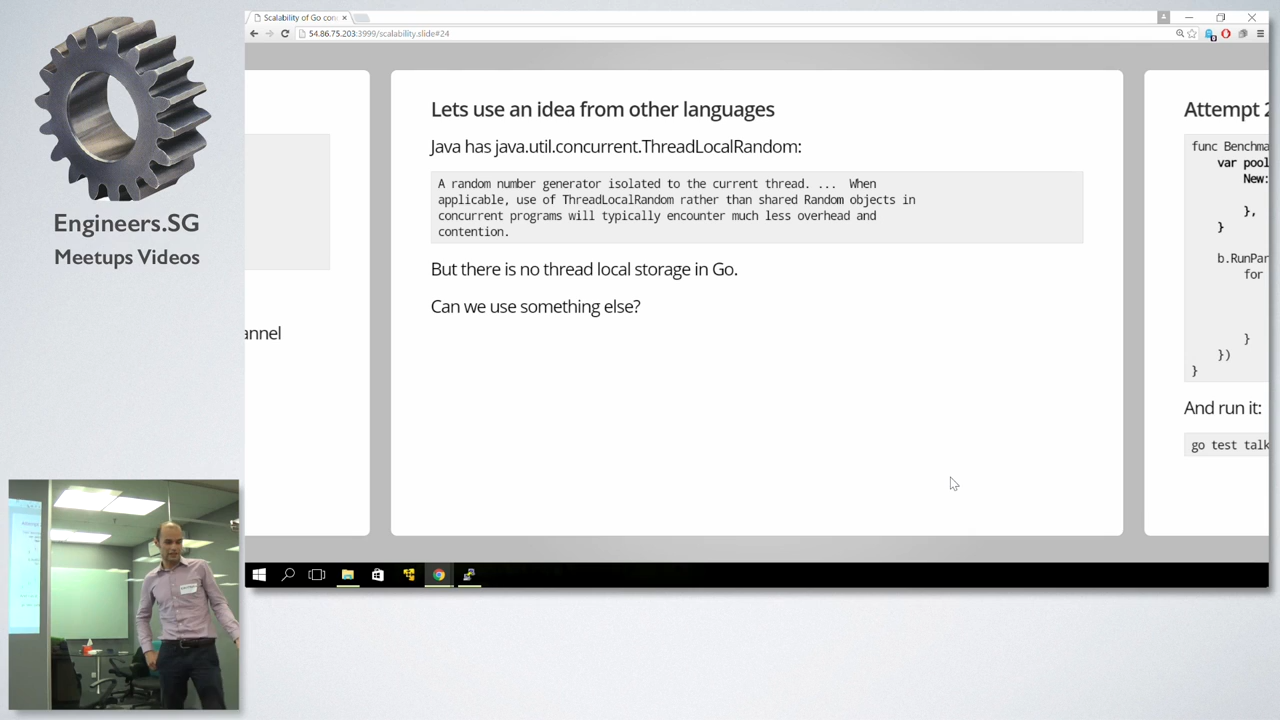 Engineers.SG
Meetups Videos
Scalability of Go con
54.86.75.203:3999/scalability.slide#24
annel
Lets use an idea from other languages
Java has java.util.concurrent.ThreadLocalRandom:
A random number generator isolated to the current thread. ... When
applicable, use of ThreadLocalRandom rather than shared Random objects in
concurrent programs will typically encounter much less overhead and
contention.
But there is no thread local storage in Go.
Can we use something else?
Attempt 2
func Benchma
var pool
New:
},
}
b.RunPar
for
}
})
}
And run it:
go test talk